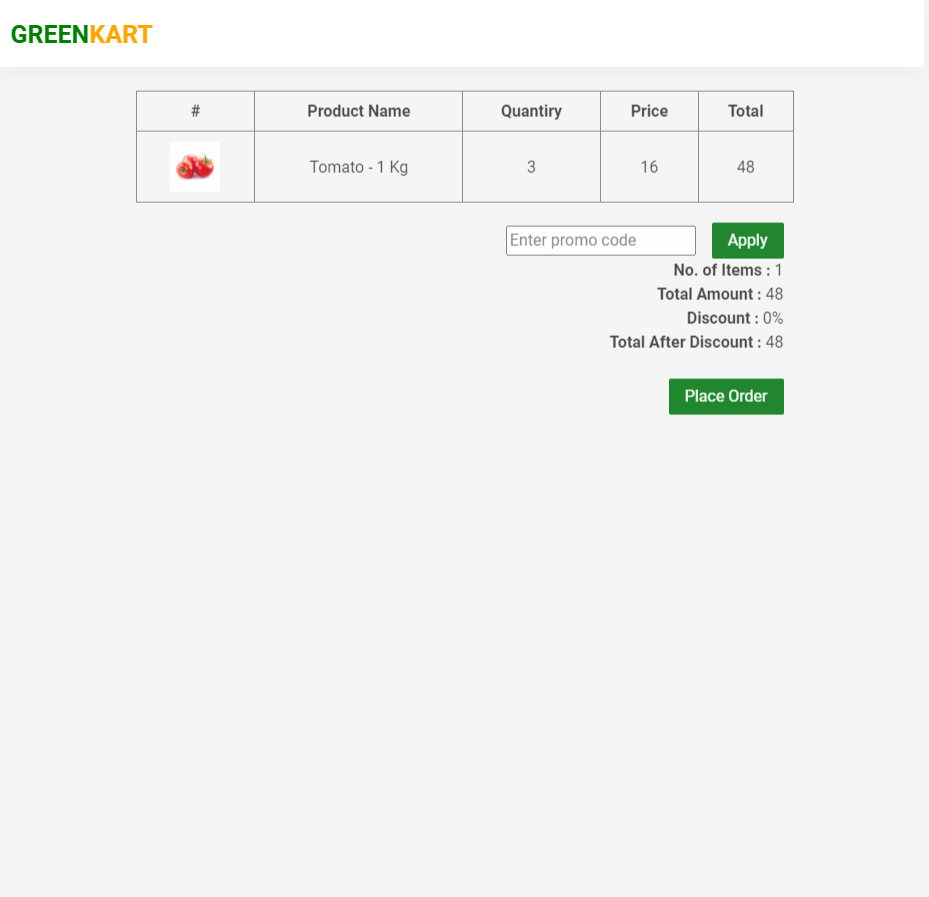 GREENKART
# Product Name Quantiry Price Total
Tomato - 1 Kg 3 16 48
Enter promo code Apply
No. of Items : 1
Total Amount : 48
Discount : 0%
Total After Discount : 48
Place Order